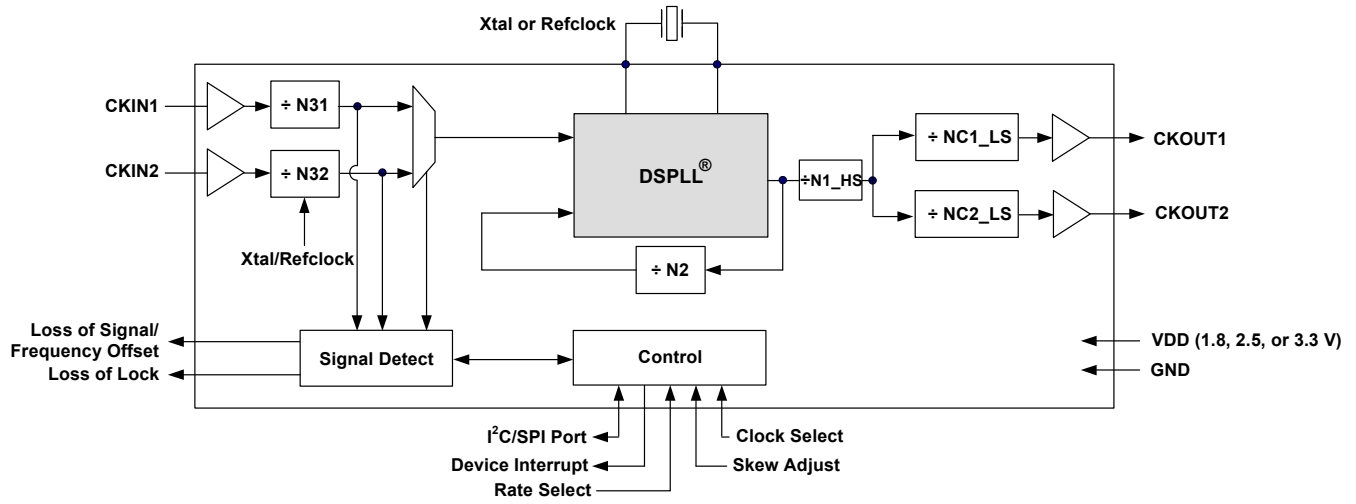 Xtal or Refclock
CKIN1
÷ N31
CKIN2
÷ N32
Xtal/Refclock
DSPLL®
÷N1_HS
÷ NC1_LS
CKOUT1
÷ NC2_LS
CKOUT2
÷ N2
Loss of Signal/
Frequency Offset
Loss of Lock
Signal Detect
Control
VDD (1.8, 2.5, or 3.3 V)
GND
I²C/SPI Port
Clock Select
Device Interrupt
Skew Adjust
Rate Select